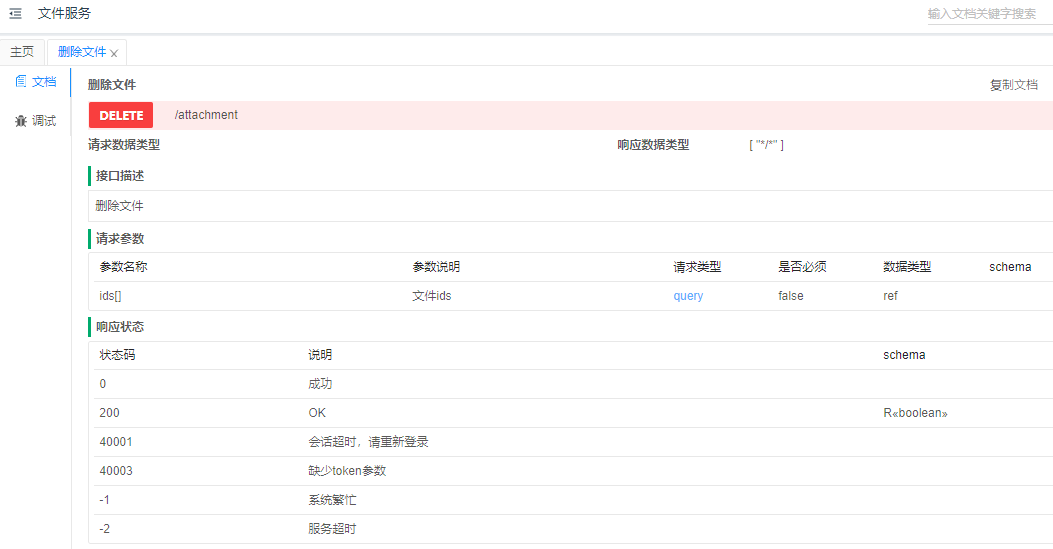 文件服务
输入文档关键字搜索
主页
删除文件
文档
调试
删除文件
复制文档
DELETE /attachment
请求数据类型 响应数据类型 [ "*/*" ]
接口描述
删除文件
请求参数
参数名称 参数说明 请求类型 是否必须 数据类型 schema
ids[] 文件ids query false ref
响应状态
状态码 说明 schema
0 成功
200 OK R«boolean»
40001 会话超时，请重新登录
40003 缺少token参数
-1 系统繁忙
-2 服务超时